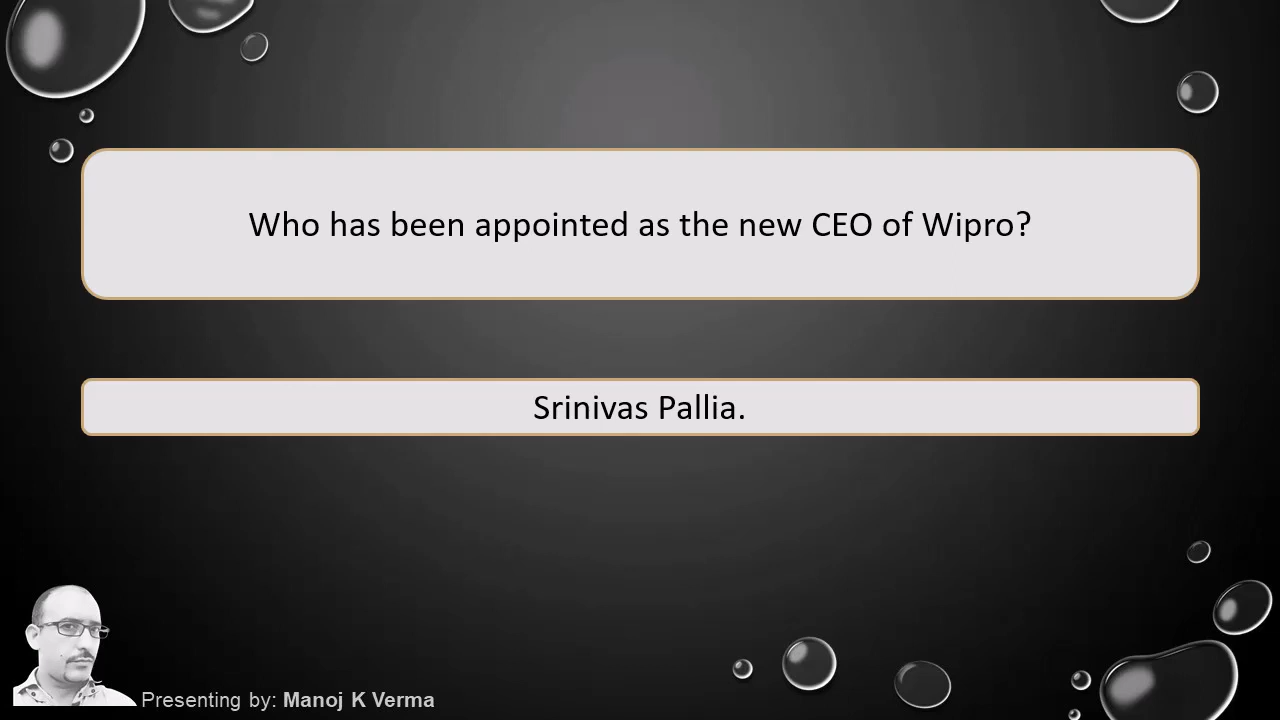 Who has been appointed as the new CEO of Wipro?
Srinivas Pallia.
Presenting by: Manoj K Verma